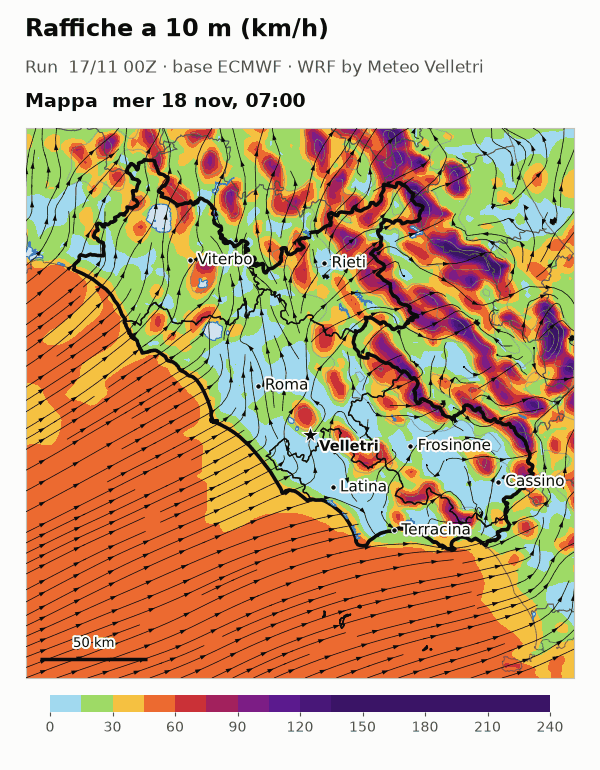 Raffiche a 10 m (km/h)
Run 17/11 00Z · base ECMWF · WRF by Meteo Velletri
Mappa mer 18 nov, 07:00
Viterbo
Rieti
Roma
Velletri
Frosinone
Cassino
Latina
Terracina
50 km
0 30 60 90 120 150 180 210 240